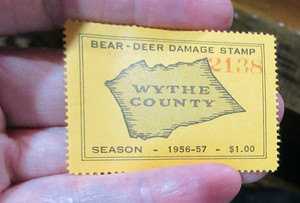 BEAR - DEER DAMAGE STAMP
2138
WYTHE
COUNTY
SEASON - 1956-57 - $1.00